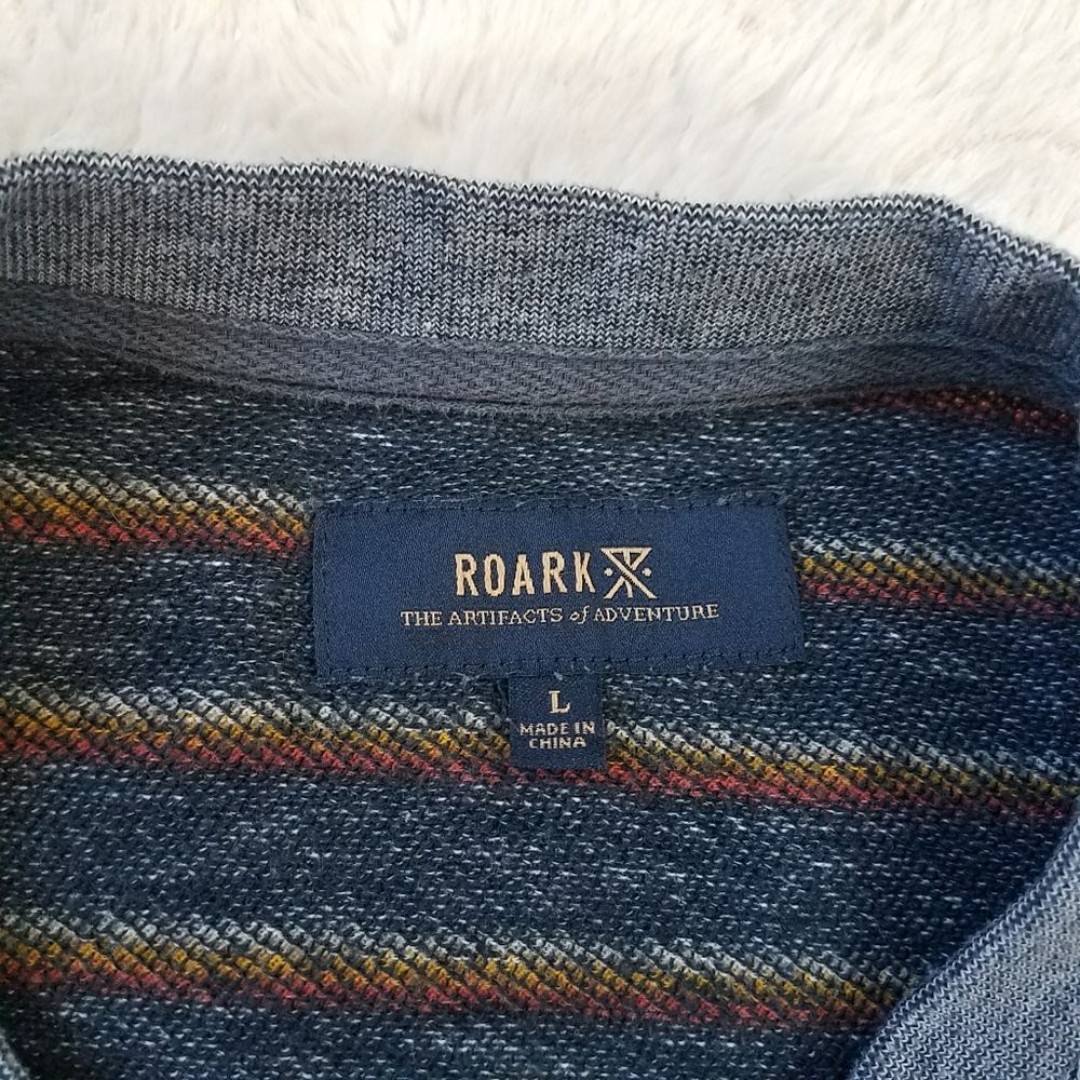 ROARK
THE ARTIFACTS of ADVENTURE
L
MADE IN
CHINA